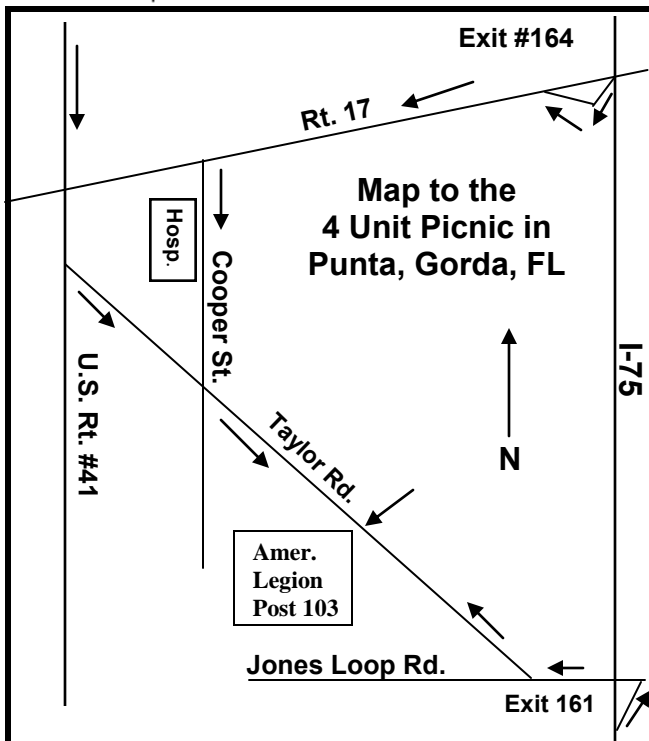 Exit #164
Rt. 17
Map to the
4 Unit Picnic in
Punta, Gorda, FL
Hosp.
Cooper St.
U.S. Rt. #41
I-75
Taylor Rd.
N
Amer.
Legion
Post 103
Jones Loop Rd.
Exit 161